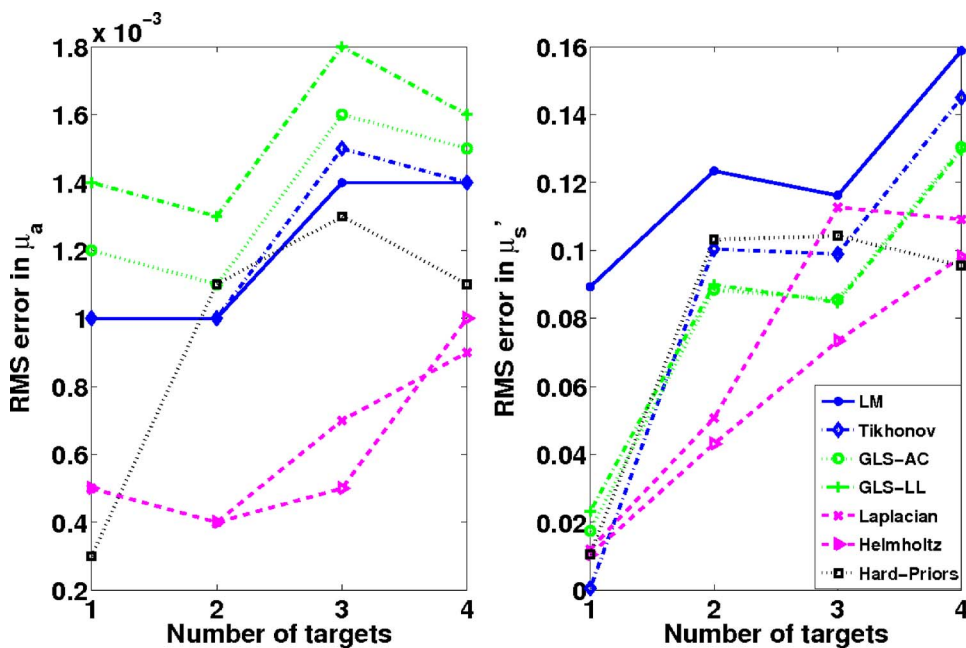 x 10⁻³
1.8
1.6
1.4
1.2
1
0.8
0.6
0.4
0.2
RMS error in μa
1 2 3 4
Number of targets
0.16
0.14
0.12
0.1
0.08
0.06
0.04
0.02
0
RMS error in μs'
1 2 3 4
Number of targets
LM
Tikhonov
GLS-AC
GLS-LL
Laplacian
Helmholtz
Hard-Priors